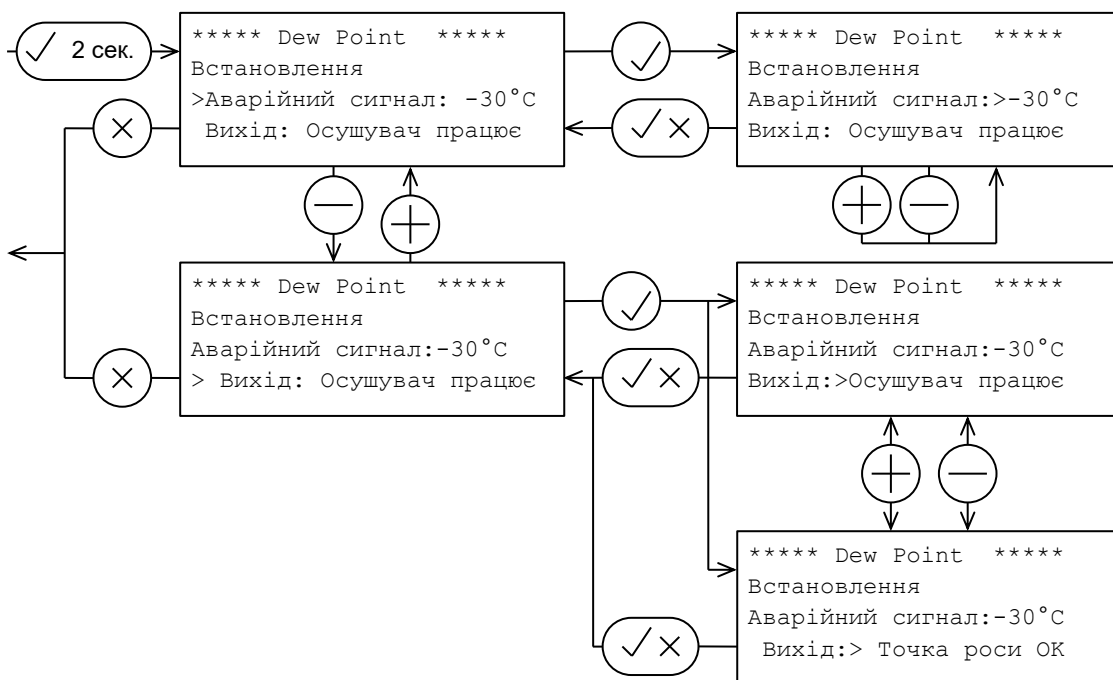 2 сек.
***** Dew Point *****
Встановлення
>Аварійний сигнал: -30°C
Вихід: Осушувач працює
***** Dew Point *****
Встановлення
Аварійний сигнал:>-30°C
Вихід: Осушувач працює
***** Dew Point *****
Встановлення
Аварійний сигнал:-30°C
> Вихід: Осушувач працює
***** Dew Point *****
Встановлення
Аварійний сигнал:-30°C
Вихід:>Осушувач працює
***** Dew Point *****
Встановлення
Аварійний сигнал:-30°C
Вихід:> Точка роси ОК